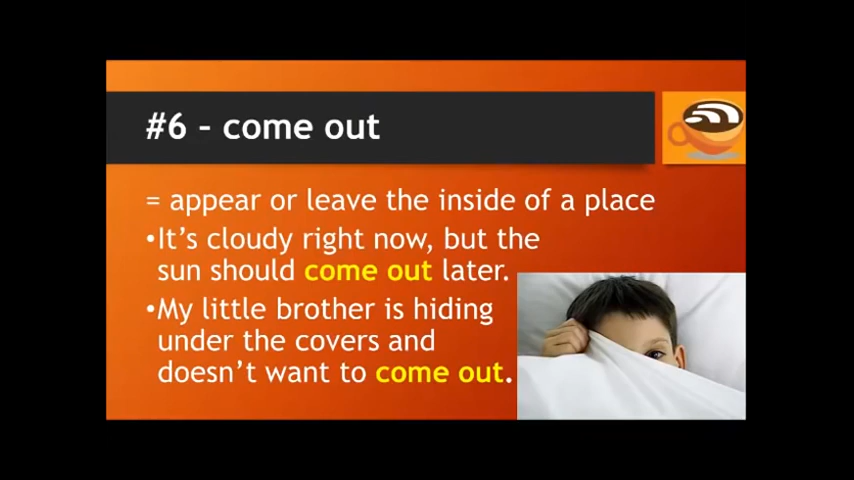 #6 – come out
= appear or leave the inside of a place
•It’s cloudy right now, but the
sun should come out later.
•My little brother is hiding
under the covers and
doesn’t want to come out.